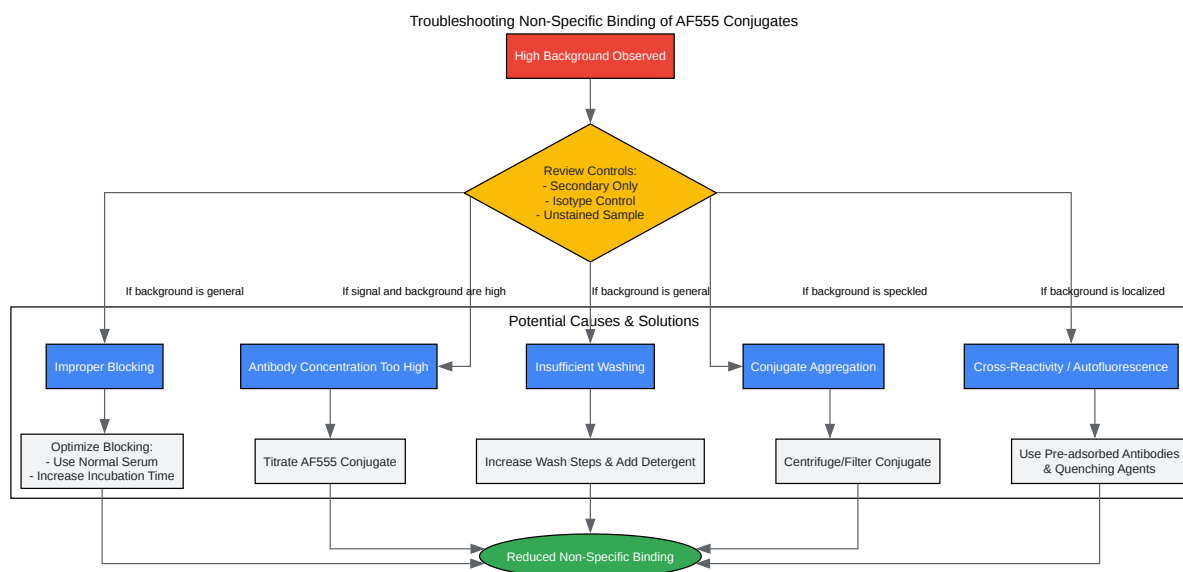 Troubleshooting Non-Specific Binding of AF555 Conjugates
High Background Observed
Review Controls:
- Secondary Only
- Isotype Control
- Unstained Sample
If background is general
If signal and background are high
If background is general
If background is speckled
If background is localized
Potential Causes & Solutions
Improper Blocking
Antibody Concentration Too High
Insufficient Washing
Conjugate Aggregation
Cross-Reactivity / Autofluorescence
Optimize Blocking:
- Use Normal Serum
- Increase Incubation Time
Titrate AF555 Conjugate
Increase Wash Steps & Add Detergent
Centrifuge/Filter Conjugate
Use Pre-adsorbed Antibodies
& Quenching Agents
Reduced Non-Specific Binding